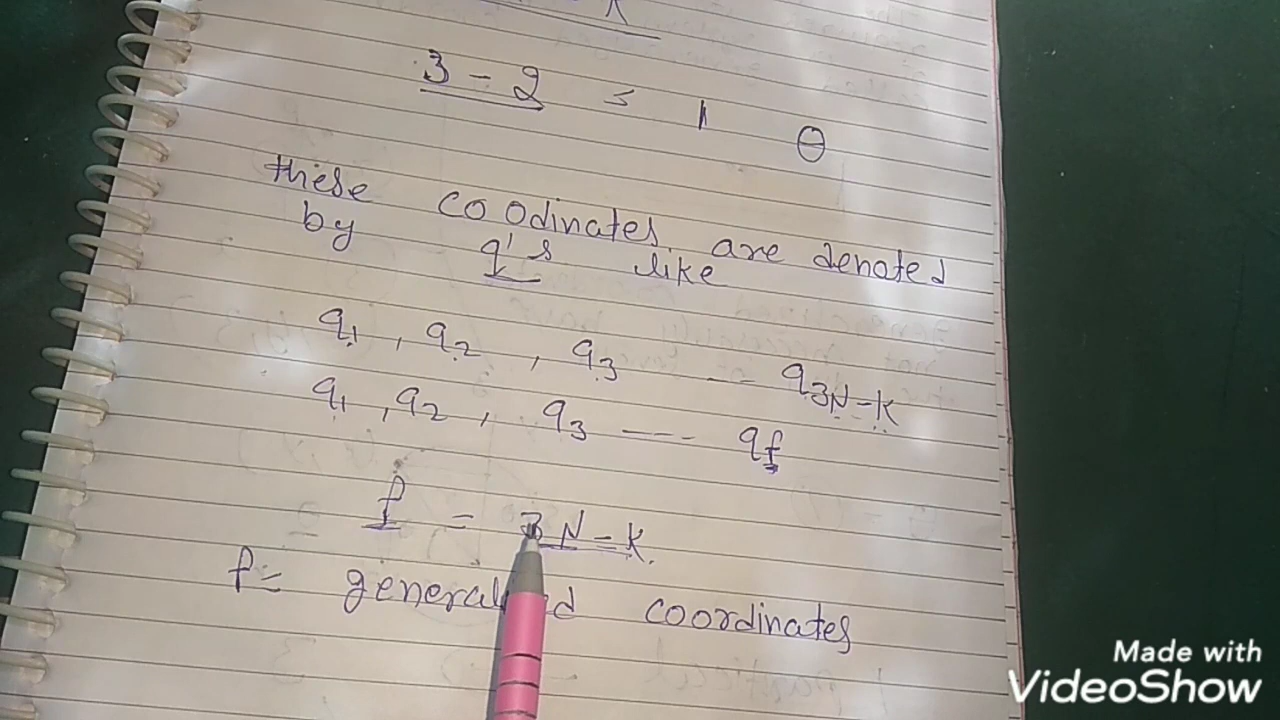 3 - 2 = 1 θ
these coodinates are denoted
by q's like
q1 , q2 , q3 --- q3N-K
q1 , q2 , q3 ---- qf
f = 3N-K.
f= coordinates
Made with
VideoShow